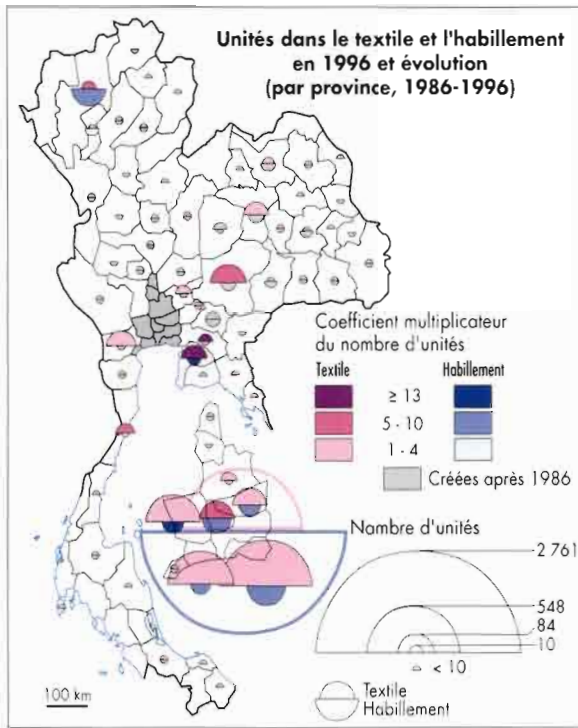 Unités dans le textile et l'habillement
en 1996 et évolution
(par province, 1986-1996)
Coefficient multiplicateur
du nombre d'unités
Textile Habillement
≥ 13
5 - 10
1 - 4
Créées après 1986
Nombre d'unités
2 761
548
84
10
< 10
Textile
Habillement
100 km